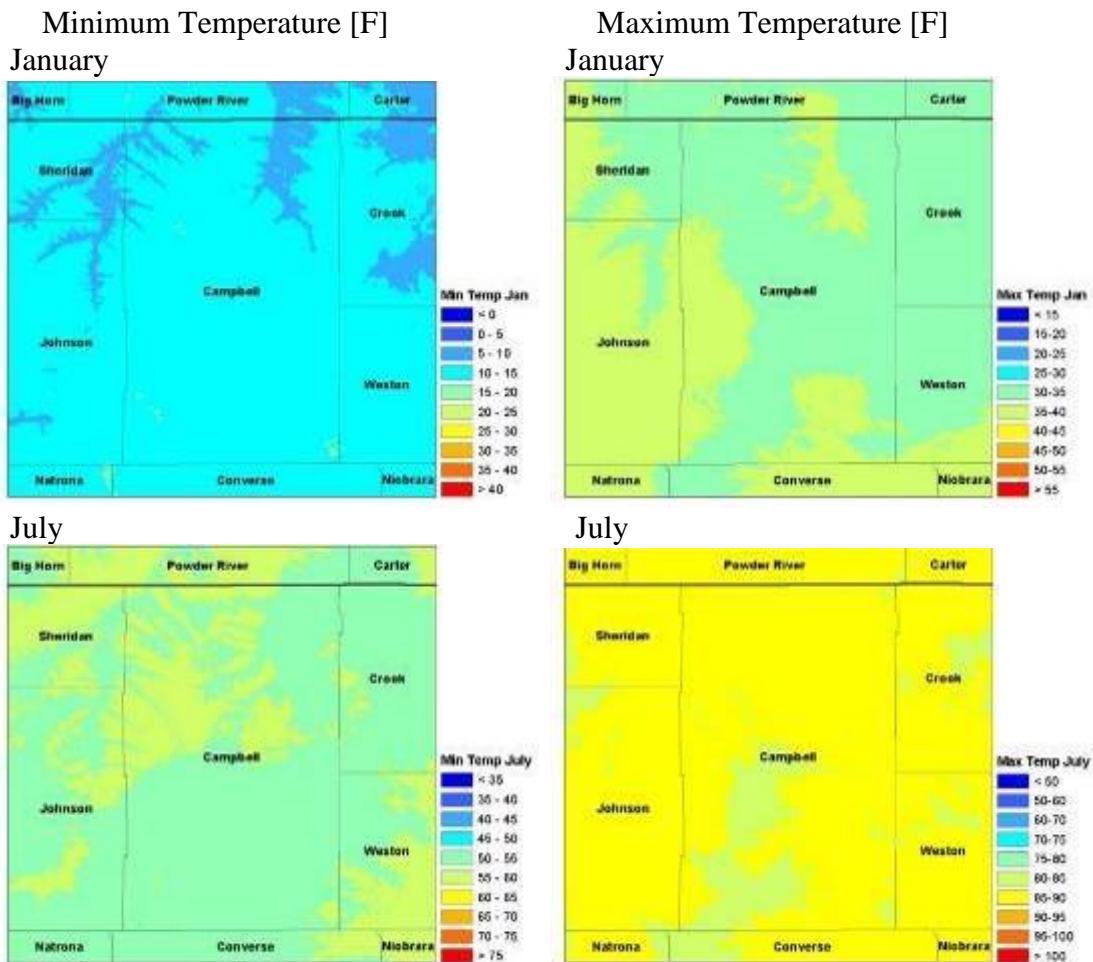 Minimum Temperature [F]
Maximum Temperature [F]
January
January
Big Horn
Powder River
Carter
Sheridan
Crook
Campbell
Johnson
Weston
Natrona
Converse
Niobrara
Min Temp Jan
< 0
0 - 5
5 - 10
10 - 15
15 - 20
20 - 25
25 - 30
30 - 35
35 - 40
> 40
Big Horn
Powder River
Carter
Sheridan
Crook
Campbell
Johnson
Weston
Natrona
Converse
Niobrara
Max Temp Jan
< 15
15-20
20-25
25-30
30-35
35-40
40-45
45-50
50-55
> 55
July
July
Big Horn
Powder River
Carter
Sheridan
Crook
Campbell
Johnson
Weston
Natrona
Converse
Niobrara
Min Temp July
< 35
35 - 40
40 - 45
45 - 50
50 - 55
55 - 60
60 - 65
65 - 70
70 - 75
> 75
Big Horn
Powder River
Carter
Sheridan
Crook
Campbell
Johnson
Weston
Natrona
Converse
Niobrara
Max Temp July
50-60
60-70
70-75
75-80
80-85
85-90
90-95
95-100
> 100